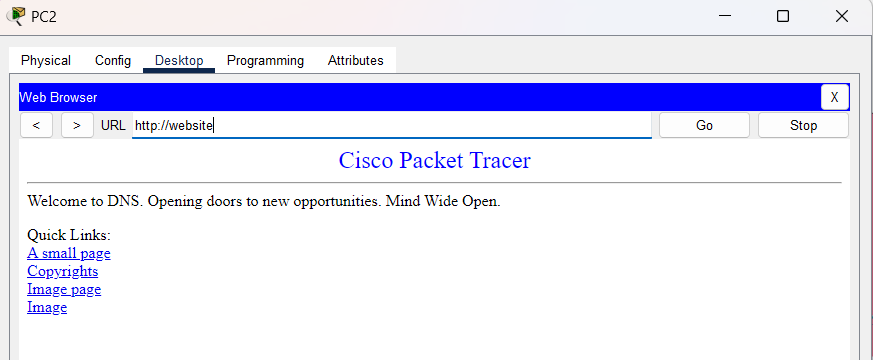 PC2
Physical Config Desktop Programming Attributes
Web Browser X
< > URL http://website Go Stop
Cisco Packet Tracer
Welcome to DNS. Opening doors to new opportunities. Mind Wide Open.
Quick Links:
A small page
Copyrights
Image page
Image